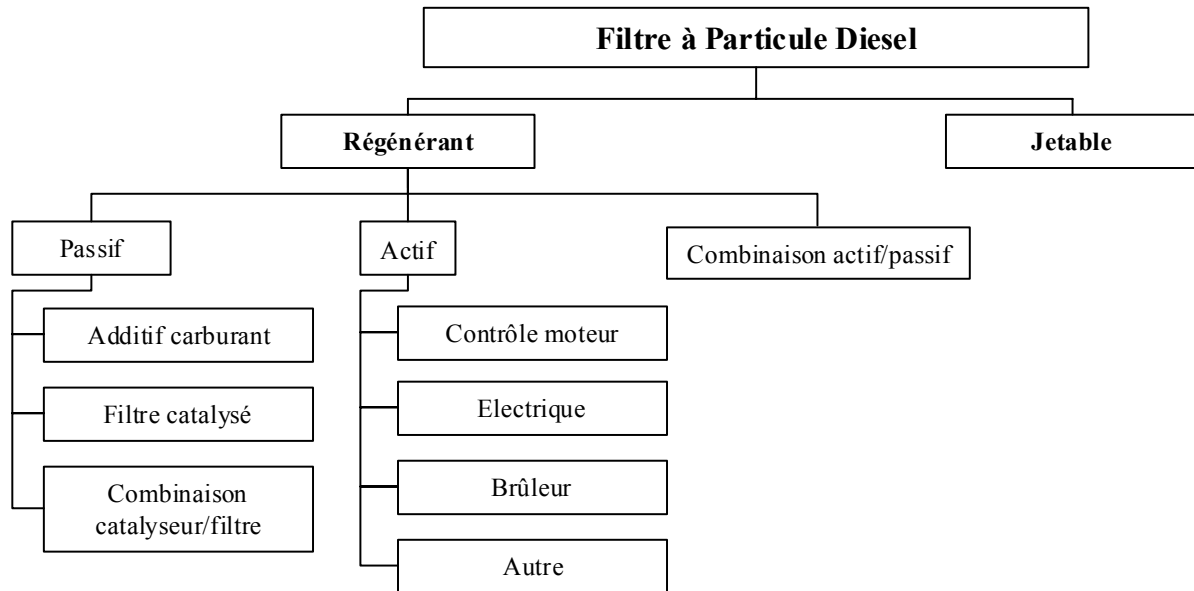 Filtre à Particule Diesel
Régénérant
Jetable
Passif
Actif
Combinaison actif/passif
Additif carburant
Contrôle moteur
Filtre catalysé
Electrique
Combinaison
catalyseur/filtre
Brûleur
Autre